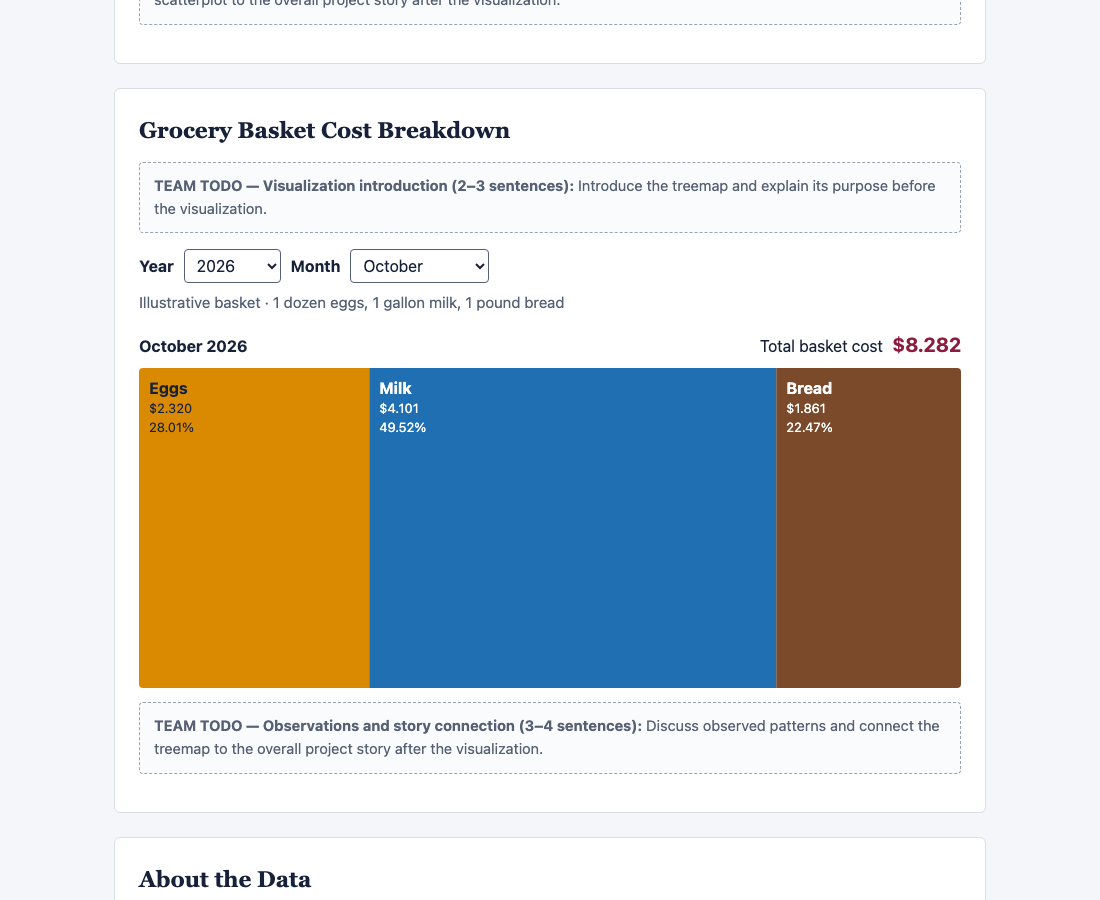 scatterplot to the overall project story after the visualization.
Grocery Basket Cost Breakdown
TEAM TODO — Visualization introduction (2–3 sentences): Introduce the treemap and explain its purpose before
the visualization.
Year 2026 Month October
Illustrative basket · 1 dozen eggs, 1 gallon milk, 1 pound bread
October 2026 Total basket cost $8.282
Eggs Milk Bread
$2.320 $4.101 $1.861
28.01% 49.52% 22.47%
TEAM TODO — Observations and story connection (3–4 sentences): Discuss observed patterns and connect the
treemap to the overall project story after the visualization.
About the Data